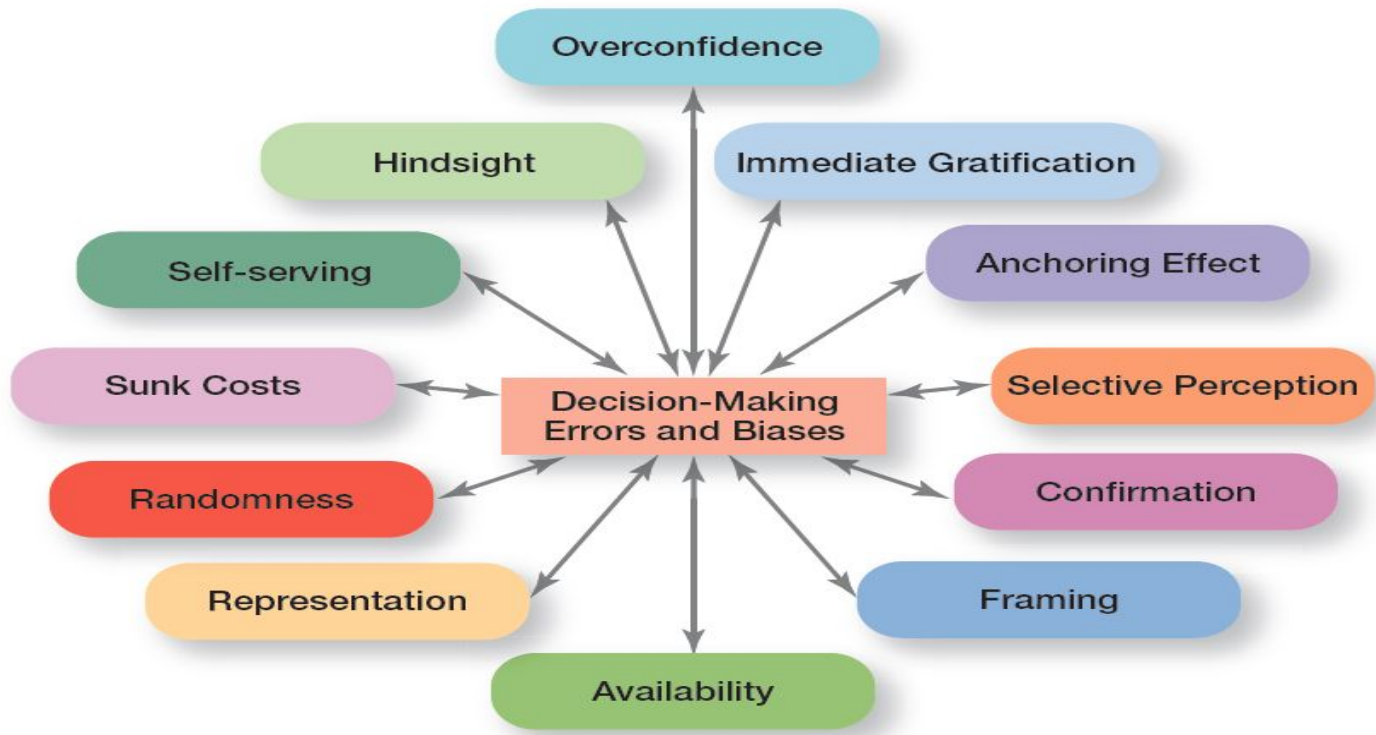 Overconfidence
Hindsight
Immediate Gratification
Self-serving
Anchoring Effect
Sunk Costs
Selective Perception
Decision-Making
Errors and Biases
Randomness
Confirmation
Representation
Framing
Availability